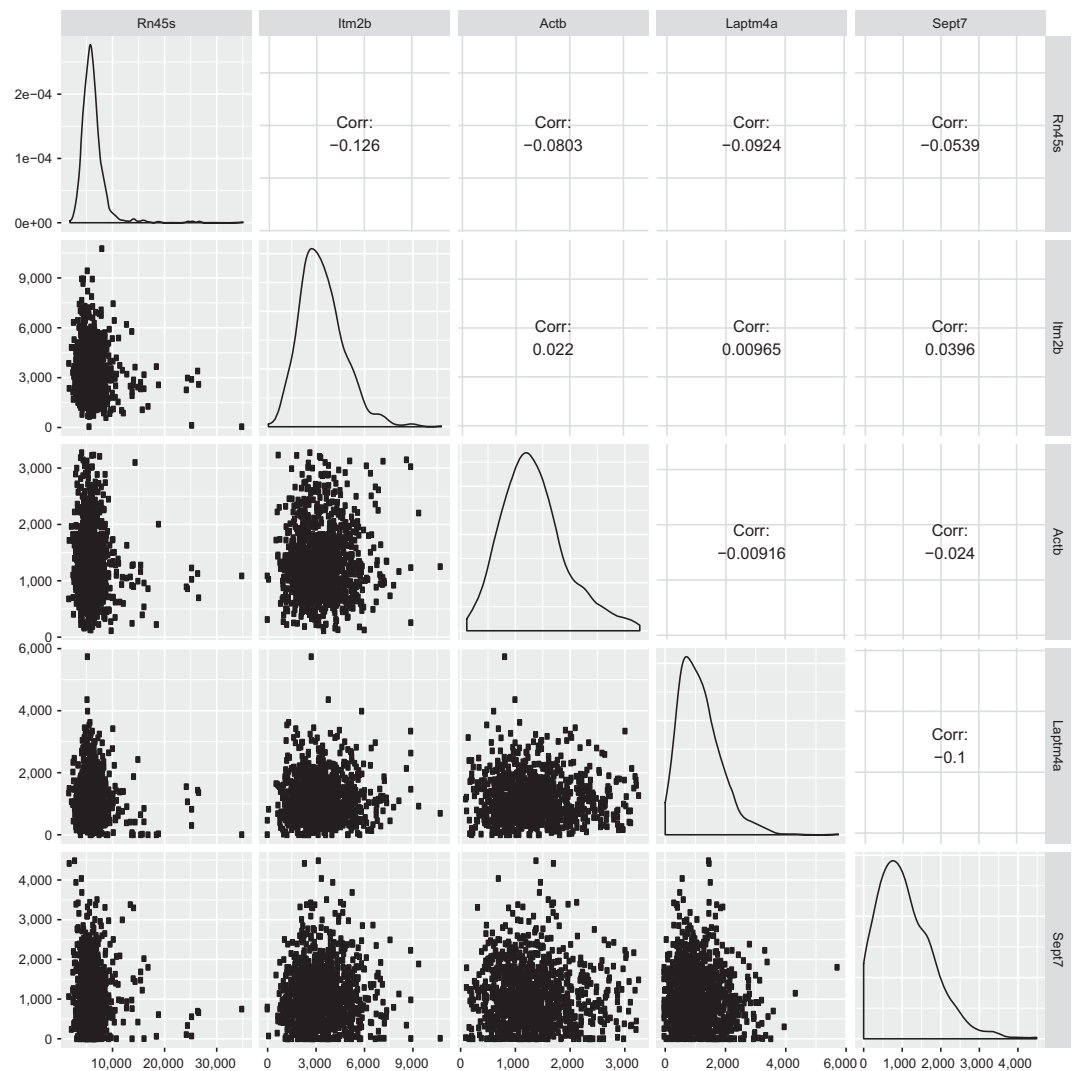 Rn45s Itm2b Actb Laptm4a Sept7
2e−04
1e−04
0e+00
Corr:
−0.126
Corr:
−0.0803
Corr:
−0.0924
Corr:
−0.0539
Rn45s
9,000
6,000
3,000
0
Corr:
0.022
Corr:
0.00965
Corr:
0.0396
Itm2b
3,000
2,000
1,000
0
Corr:
−0.00916
Corr:
−0.024
Actb
6,000
4,000
2,000
0
Corr:
−0.1
Laptm4a
4,000
3,000
2,000
1,000
0
Sept7
10,000 20,000 30,000 0 3,000 6,000 9,000 0 1,000 2,000 3,000 0 2,000 4,000 6,000 0 1,000 2,000 3,000 4,000